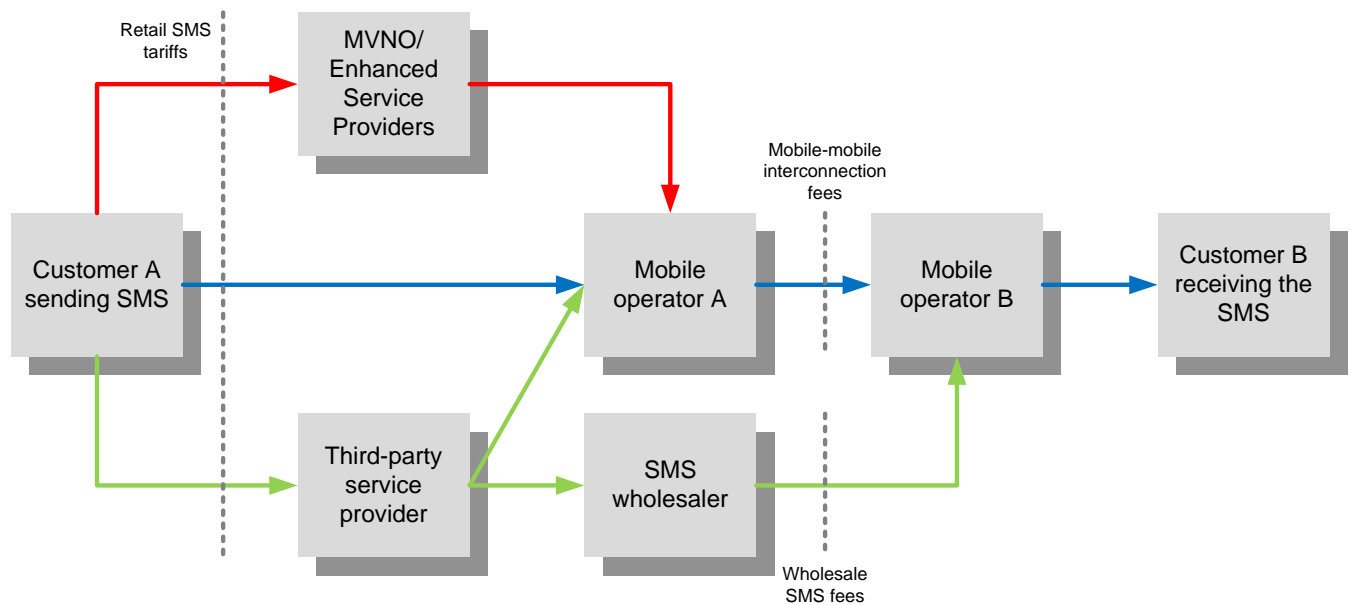 Retail SMS
tariffs
MVNO/
Enhanced
Service
Providers
Mobile-mobile
interconnection
fees
Customer A
sending SMS
Mobile
operator A
Mobile
operator B
Customer B
receiving the
SMS
Third-party
service
provider
SMS
wholesaler
Wholesale
SMS fees